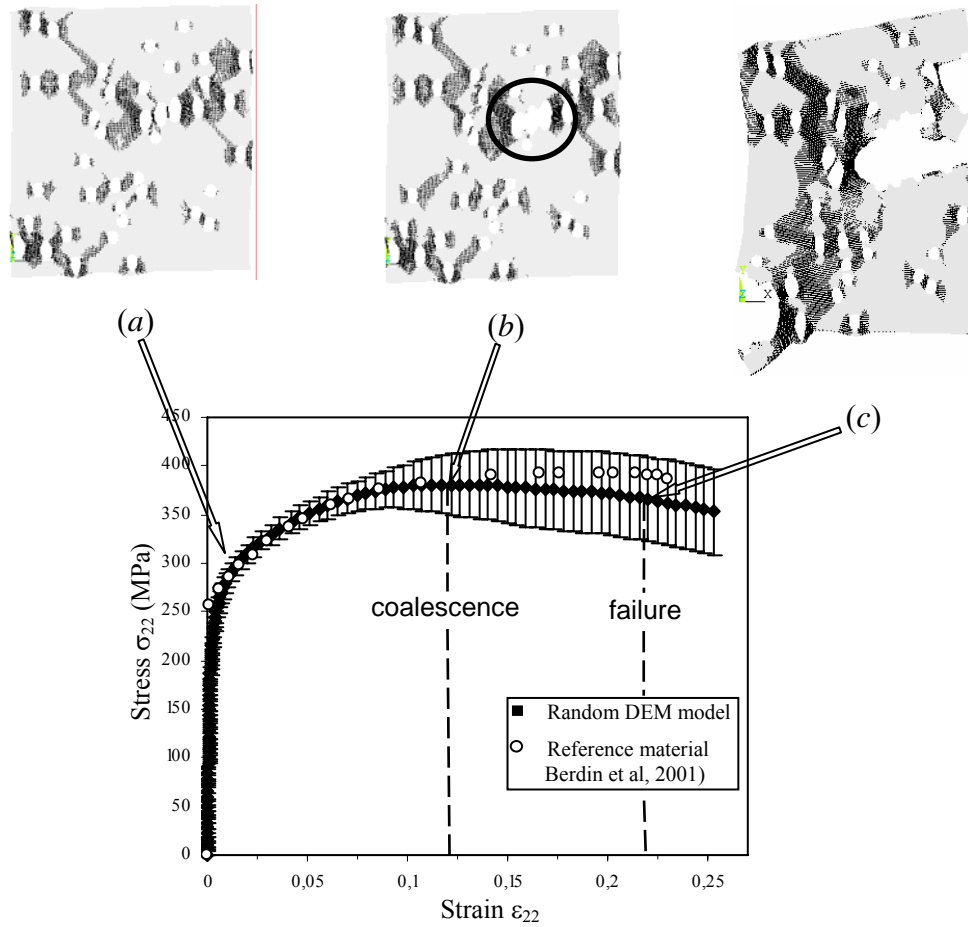 X
(a)
(b)
(c)
450
400
350
300
250
200
150
100
50
0
Stress σ22 (MPa)
coalescence
failure
Random DEM model
Reference material
Berdin et al, 2001)
0
0,05
0,1
0,15
0,2
0,25
Strain ε22